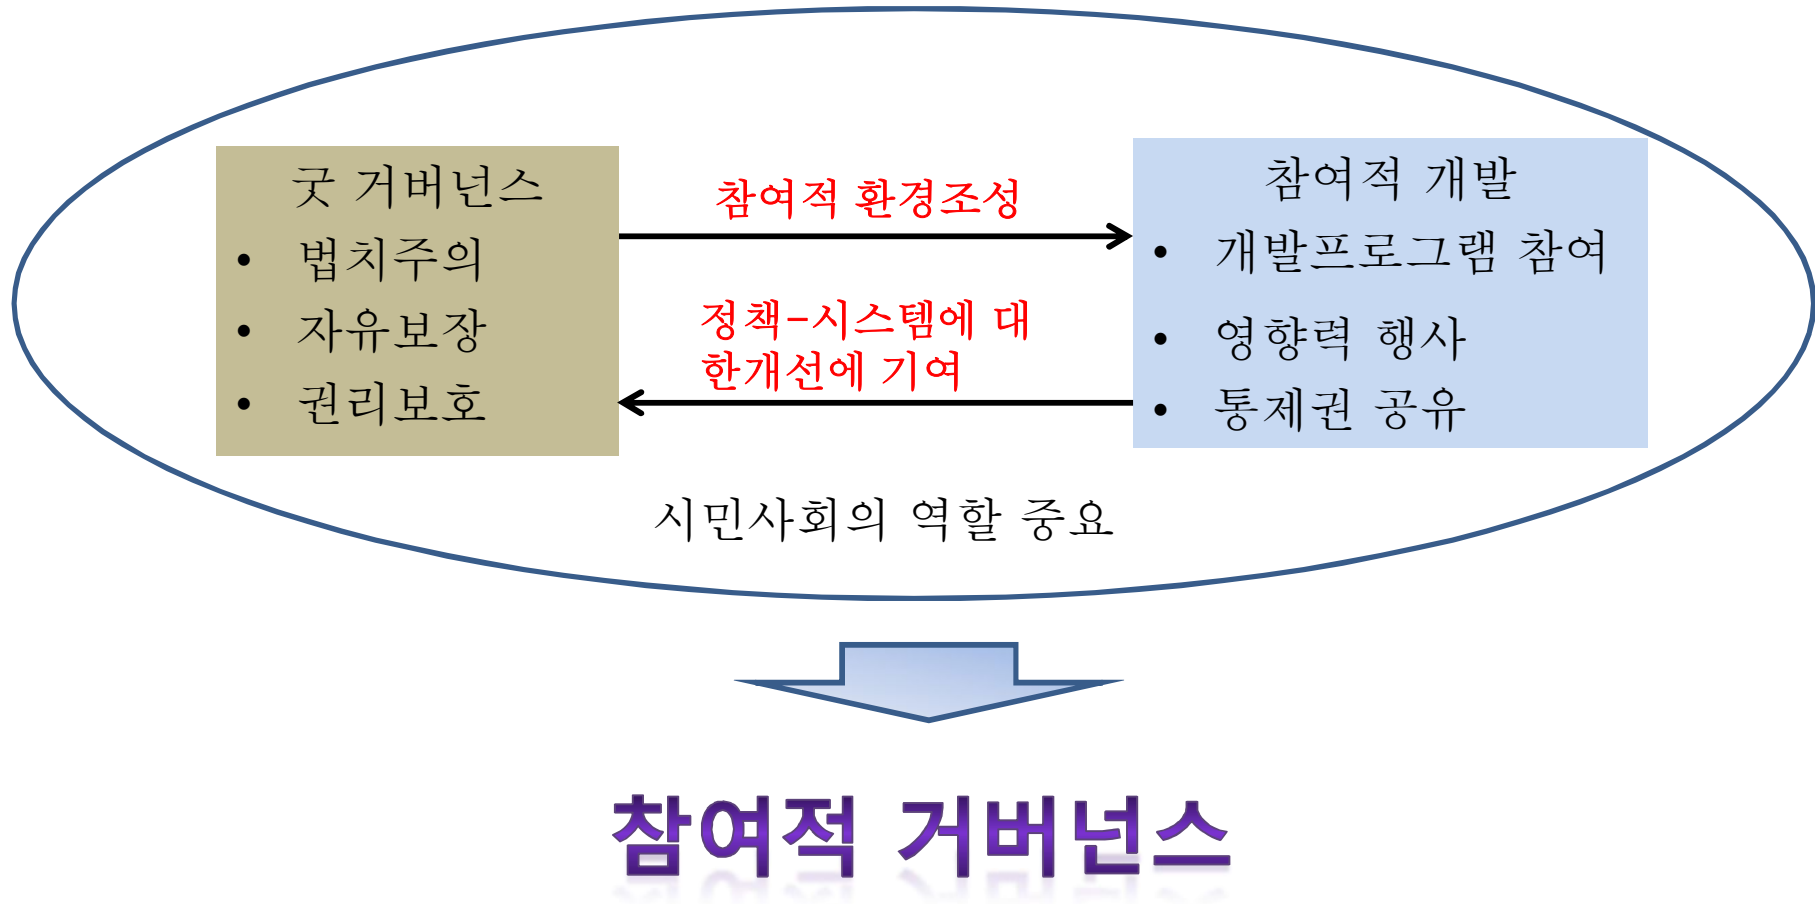 굿 거버넌스
• 법치주의
• 자유보장
• 권리보호
참여적 환경조성
정책-시스템에 대
한개선에 기여
참여적 개발
• 개발프로그램 참여
• 영향력 행사
• 통제권 공유
시민사회의 역할 중요
참여적 거버넌스